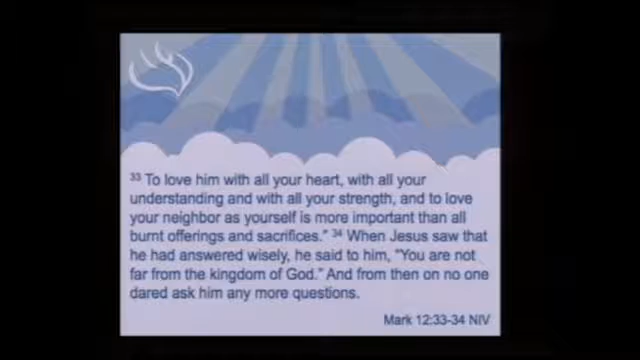 33 To love him with all your heart, with all your
understanding and with all your strength, and to love
your neighbor as yourself is more important than all
burnt offerings and sacrifices.” 34 When Jesus saw that
he had answered wisely, he said to him, “You are not
far from the kingdom of God.” And from then on no one
dared ask him any more questions.
Mark 12:33-34 NIV